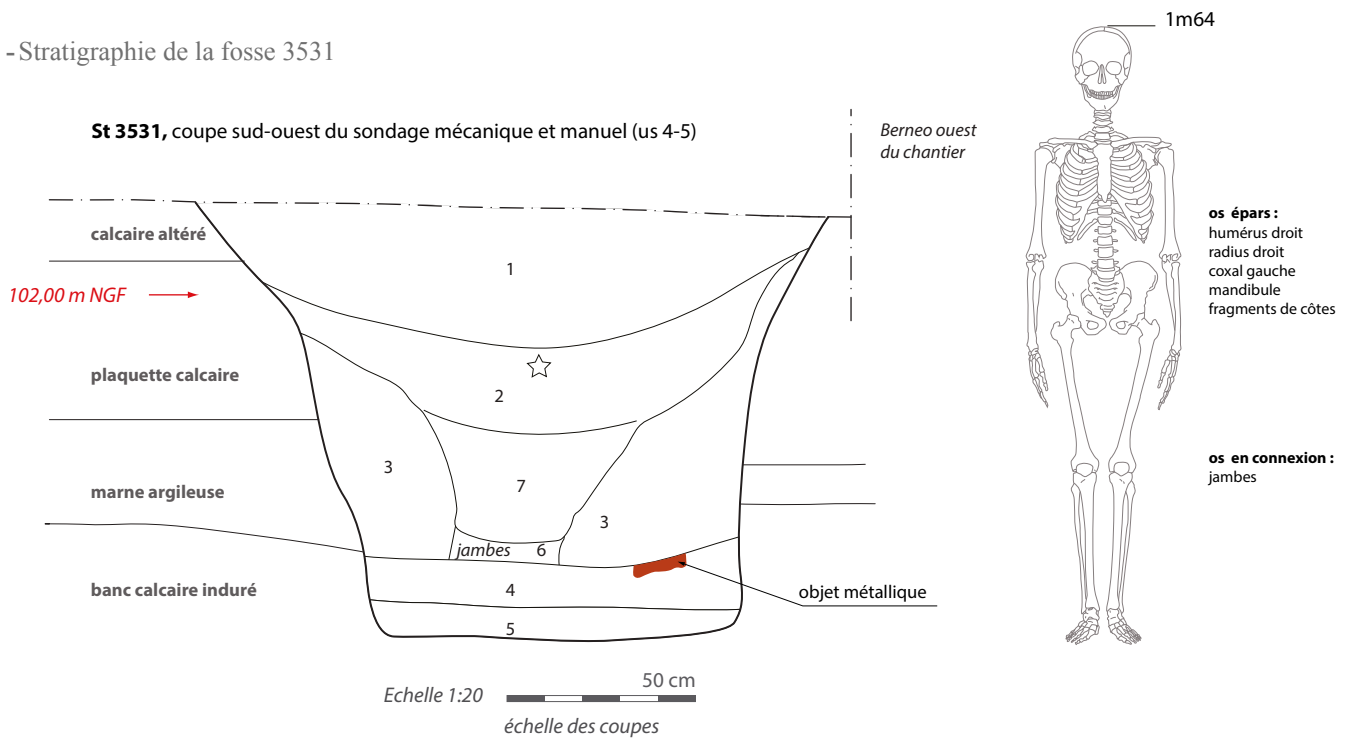 - Stratigraphie de la fosse 3531
St 3531, coupe sud-ouest du sondage mécanique et manuel (us 4-5)
Berneo ouest
du chantier
calcaire altéré
102,00 m NGF
plaquette calcaire
marne argileuse
banc calcaire induré
1
2
3
7
3
jambes 6
4
5
objet métallique
Echelle 1:20
50 cm
échelle des coupes
1m64
os épars :
humérus droit
radius droit
coxal gauche
mandibule
fragments de côtes
os en connexion :
jambes